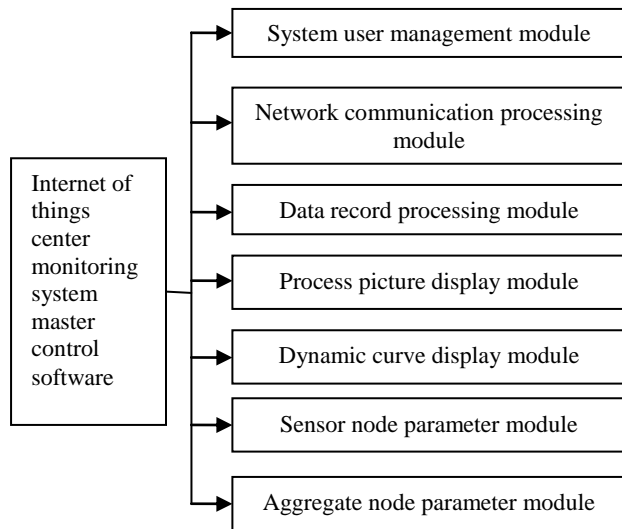 Internet of
things
center
monitoring
system
master
control
software
System user management module
Network communication processing
module
Data record processing module
Process picture display module
Dynamic curve display module
Sensor node parameter module
Aggregate node parameter module